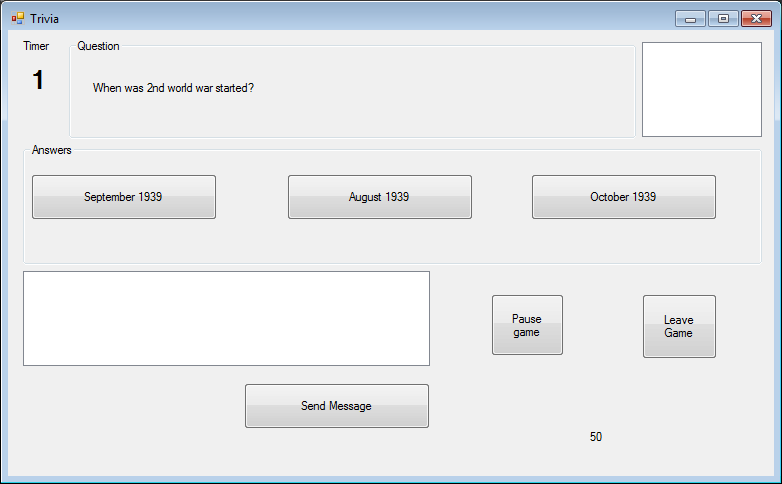 Trivia
Timer
Question
1
When was 2nd world war started?
Answers
September 1939
August 1939
October 1939
Pause
game
Leave
Game
Send Message
50